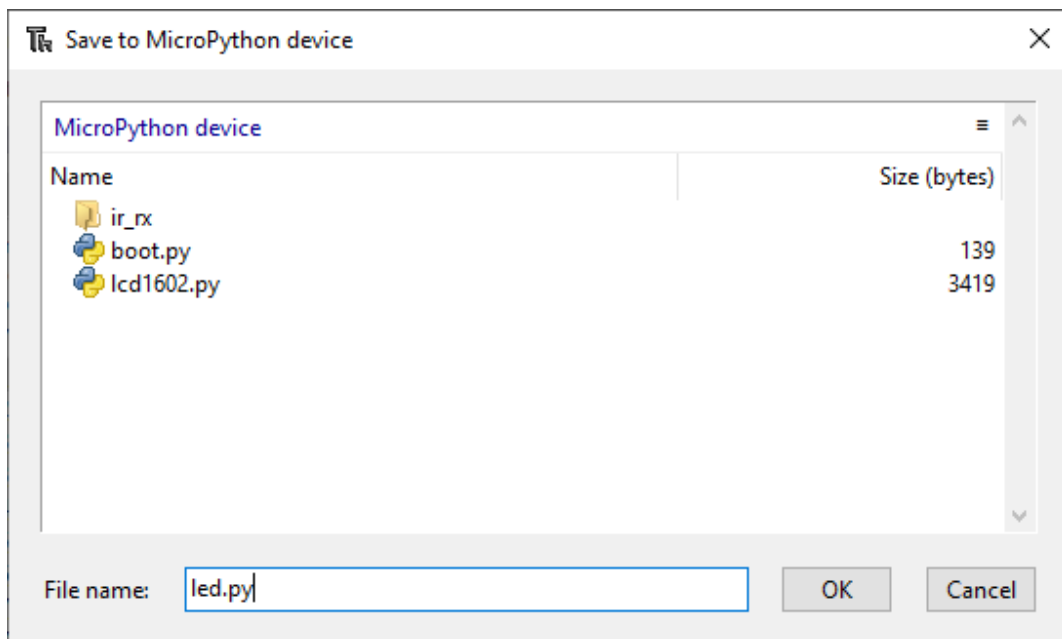 Save to MicroPython device
MicroPython device
Name Size (bytes)
ir_rx
boot.py 139
lcd1602.py 3419
File name: led.py OK Cancel